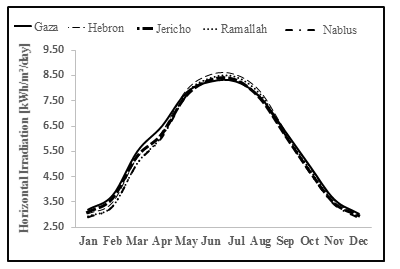 Gaza Hebron Jericho Ramallah Nablus
Horizontal Irradiation [kWh/m²/day]
9.50
8.50
7.50
6.50
5.50
4.50
3.50
2.50
Jan Feb Mar Apr May Jun Jul Aug Sep Oct Nov Dec